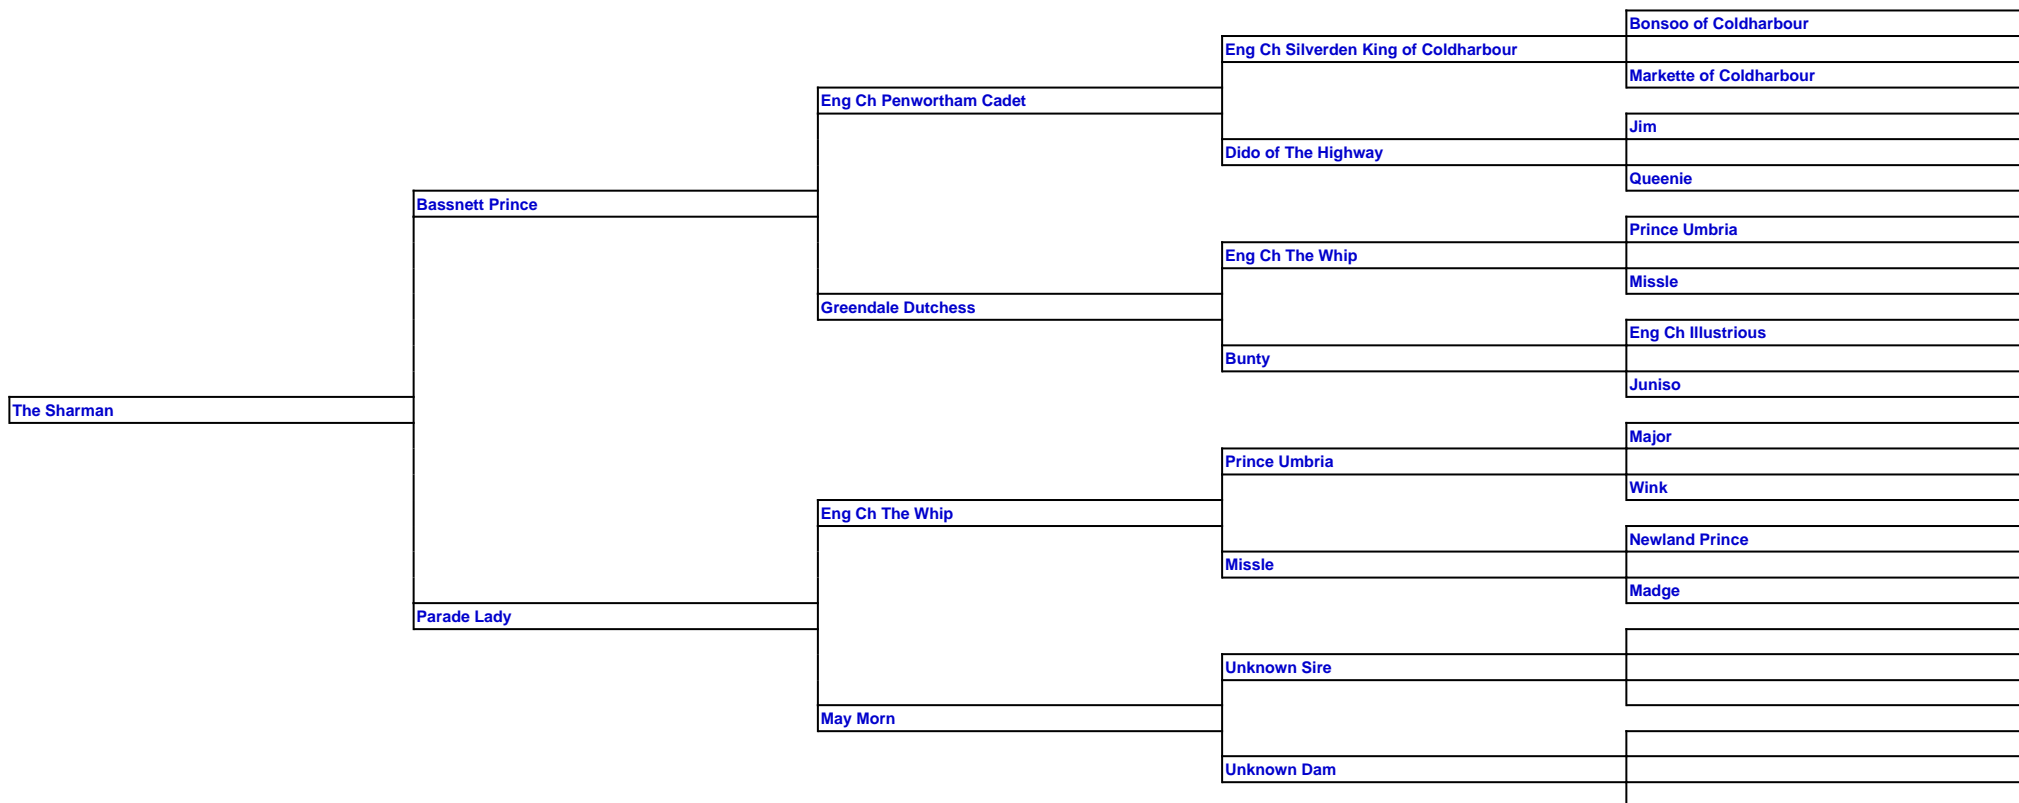 Bonsoo of Coldharbour
Eng Ch Silverden King of Coldharbour
Markette of Coldharbour
Eng Ch Penwortham Cadet
Jim
Dido of The Highway
Queenie
Bassnett Prince
Prince Umbria
Eng Ch The Whip
Missle
Greendale Dutchess
Eng Ch Illustrious
Bunty
Juniso
The Sharman
Major
Prince Umbria
Wink
Eng Ch The Whip
Newland Prince
Missle
Madge
Parade Lady
Unknown Sire
May Morn
Unknown Dam